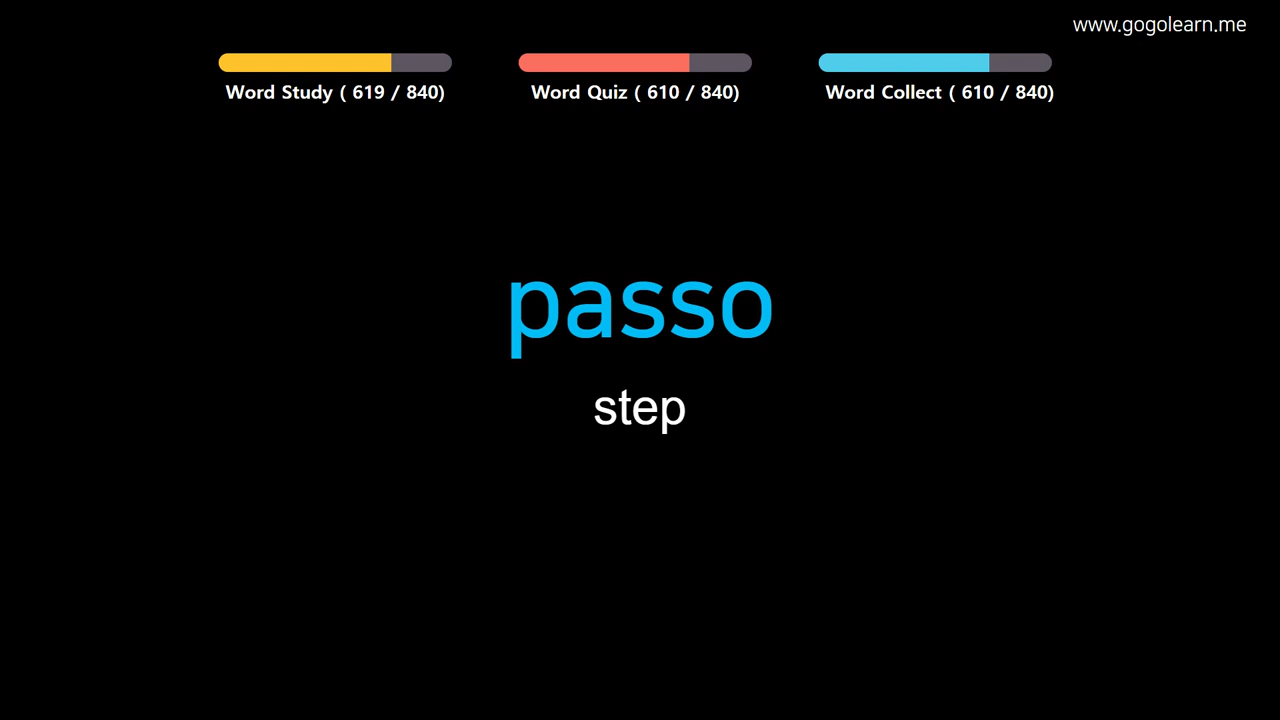 www.gogolearn.me
Word Study ( 619 / 840)
Word Quiz ( 610 / 840)
Word Collect ( 610 / 840)
passo
step